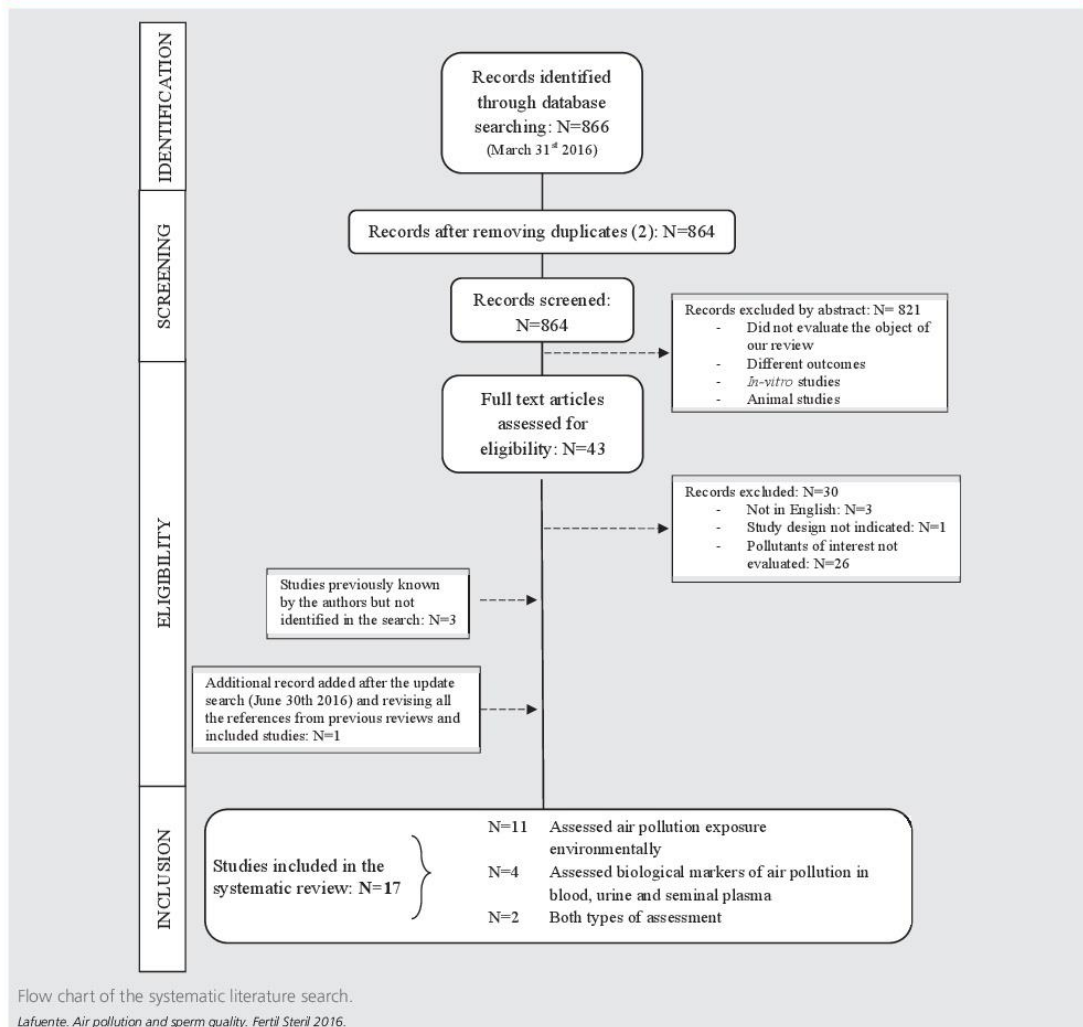 IDENTIFICATION
Records identified
through database
searching: N=866
(March 31st 2016)
SCREENING
Records after removing duplicates (2): N=864
Records screened:
N=864
Records excluded by abstract: N= 821
- Did not evaluate the object of
our review
- Different outcomes
- In-vitro studies
- Animal studies
ELIGIBILITY
Full text articles
assessed for
eligibility: N=43
Records excluded: N=30
- Not in English: N=3
- Study design not indicated: N=1
- Pollutants of interest not
evaluated: N=26
Studies previously known
by the authors but not
identified in the search: N=3
Additional record added after the update
search (June 30th 2016) and revising all
the references from previous reviews and
included studies: N=1
INCLUSION
Studies included in the
systematic review: N=17
N=11 Assessed air pollution exposure
environmentally
N=4 Assessed biological markers of air pollution in
blood, urine and seminal plasma
N=2 Both types of assessment
Flow chart of the systematic literature search.
Lafuente. Air pollution and sperm quality. Fertil Steril 2016.